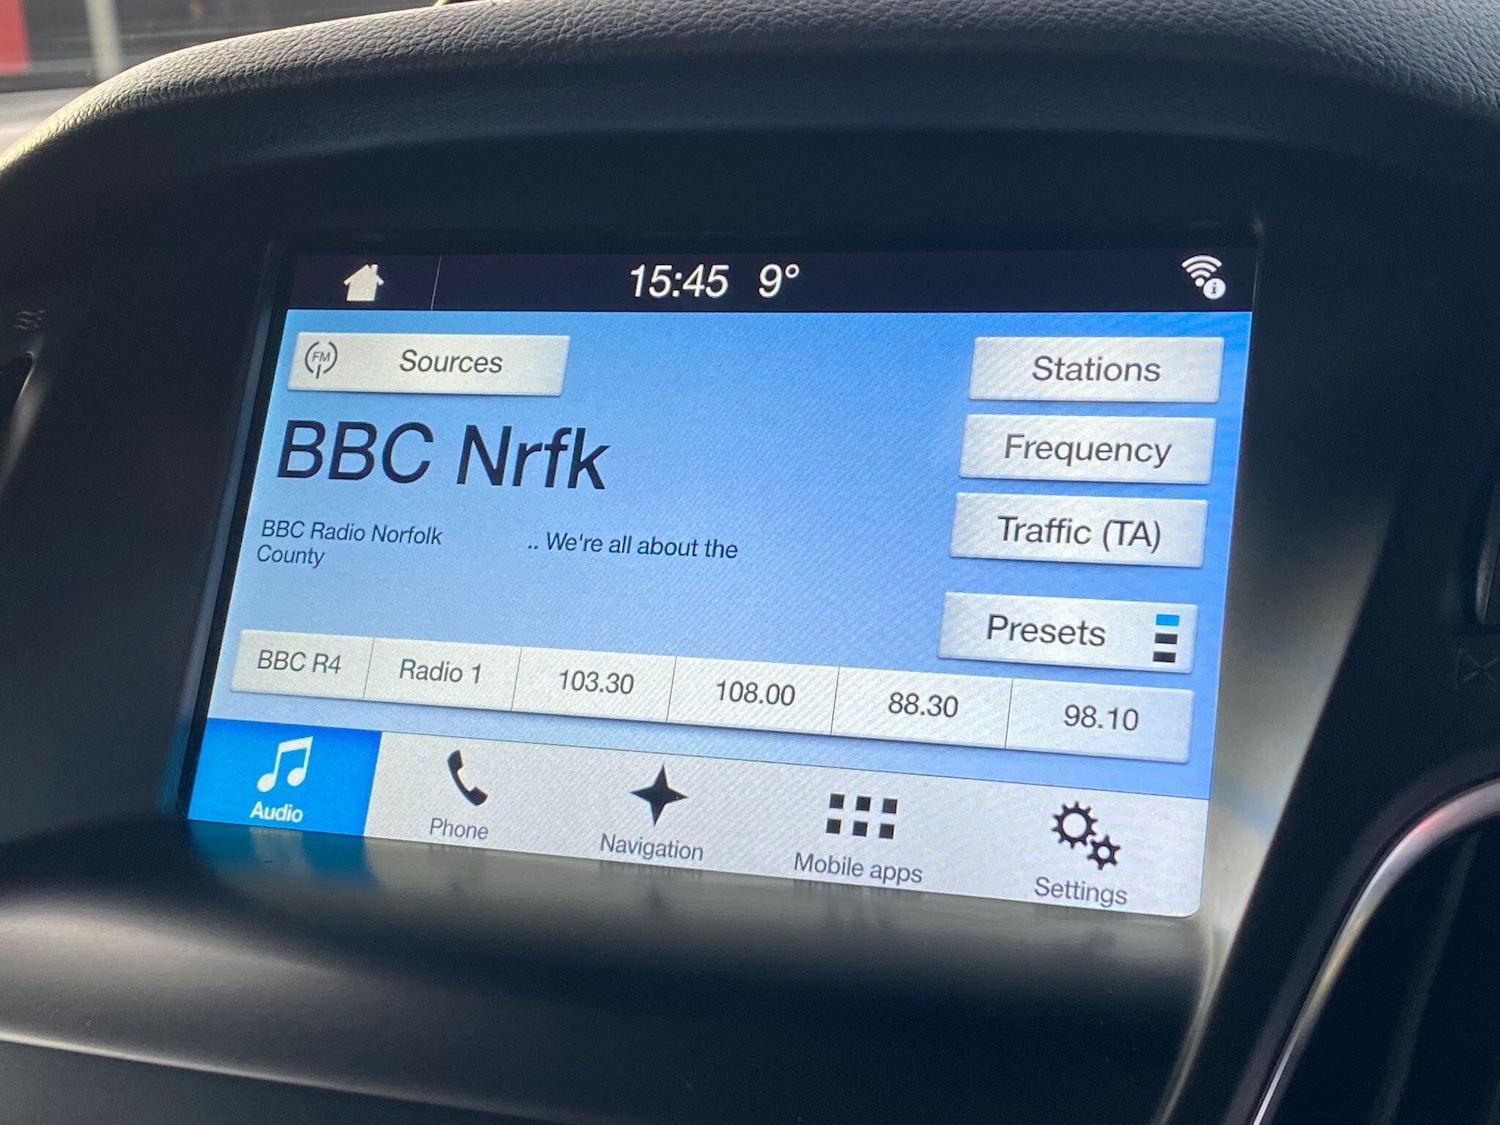 15:45 9°
FM Sources
Stations
BBC Nrfk
Frequency
BBC Radio Norfolk
County
.. We're all about the
Traffic (TA)
Presets
BBC R4 Radio 1 103.30 108.00 88.30 98.10
Audio Phone Navigation Mobile apps Settings